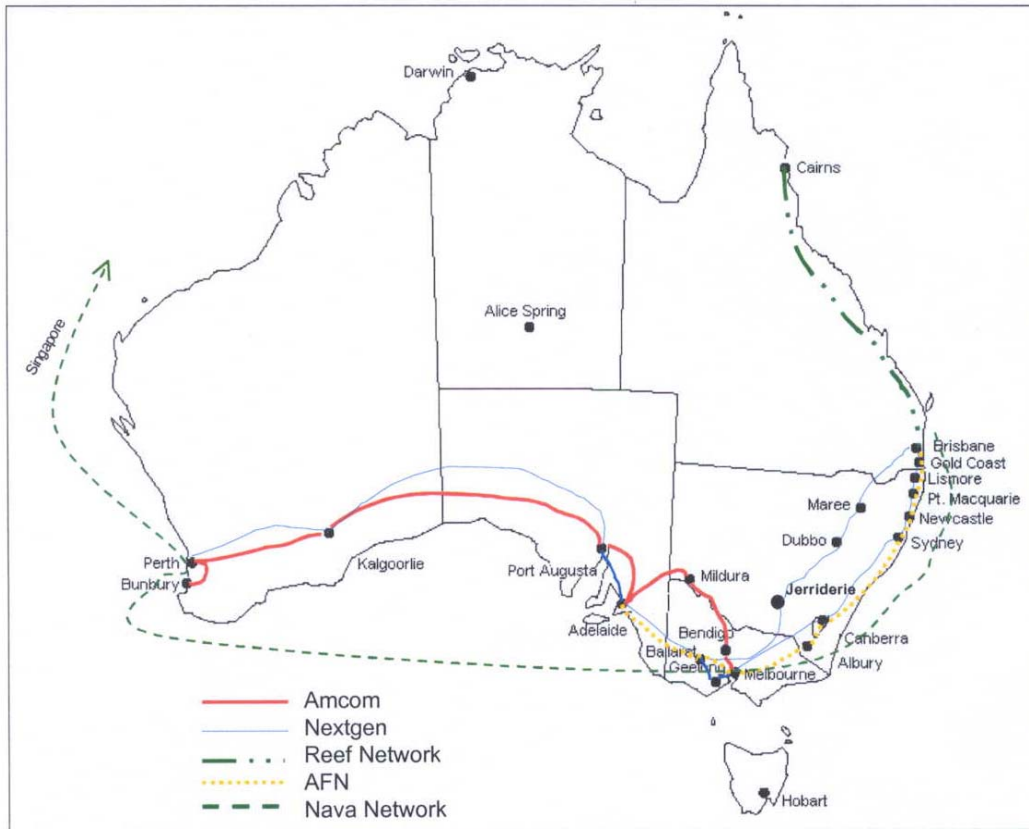 Darwin
Cairns
Alice Spring
Singapore
Brisbane
Gold Coast
Lismore
Pt. Macquarie
Maree
Newcastle
Dubbo
Sydney
Perth
Kalgoorlie
Port Augusta
Bunbury
Mildura
Jerriderie
Adelaide
Bendigo
Canberra
Ballarat
Albury
Melbourne
Amcom
Nextgen
Reef Network
AFN
Nava Network
Hobart